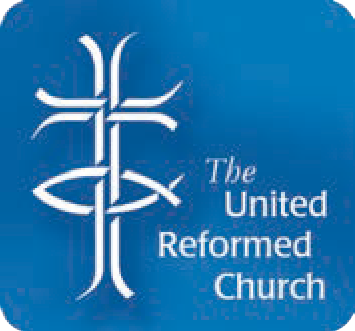 The
United
Reformed
Church